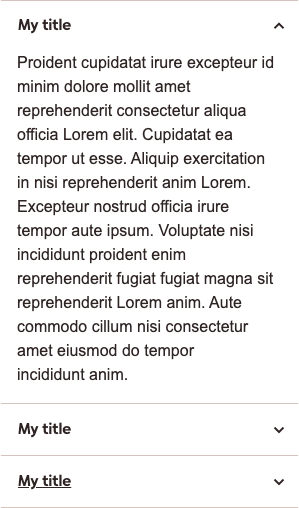 My title
Proident cupidatat irure excepteur id
minim dolore mollit amet
reprehenderit consectetur aliqua
officia Lorem elit. Cupidatat ea
tempor ut esse. Aliquip exercitation
in nisi reprehenderit anim Lorem.
Excepteur nostrud officia irure
tempor aute ipsum. Voluptate nisi
incididunt proident enim
reprehenderit fugiat fugiat magna sit
reprehenderit Lorem anim. Aute
commodo cillum nisi consectetur
amet eiusmod do tempor
incididunt anim.
My title
My title